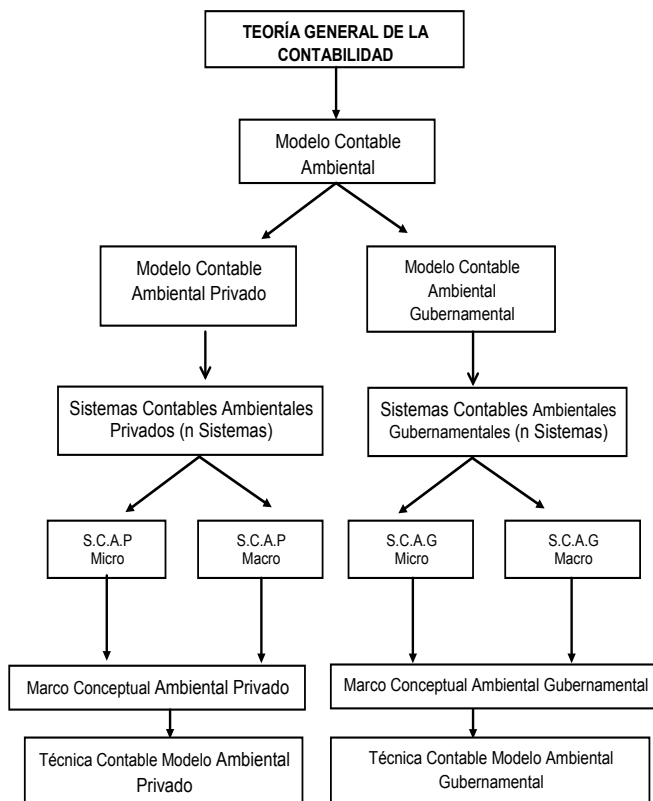 TEORÍA GENERAL DE LA
CONTABILIDAD
Modelo Contable
Ambiental
Modelo Contable
Ambiental Privado
Modelo Contable
Ambiental
Gubernamental
Sistemas Contables Ambientales
Privados (n Sistemas)
Sistemas Contables Ambientales
Gubernamentales (n Sistemas)
S.C.A.P
Micro
S.C.A.P
Macro
S.C.A.G
Micro
S.C.A.G
Macro
Marco Conceptual Ambiental Privado
Marco Conceptual Ambiental Gubernamental
Técnica Contable Modelo Ambiental
Privado
Técnica Contable Modelo Ambiental
Gubernamental